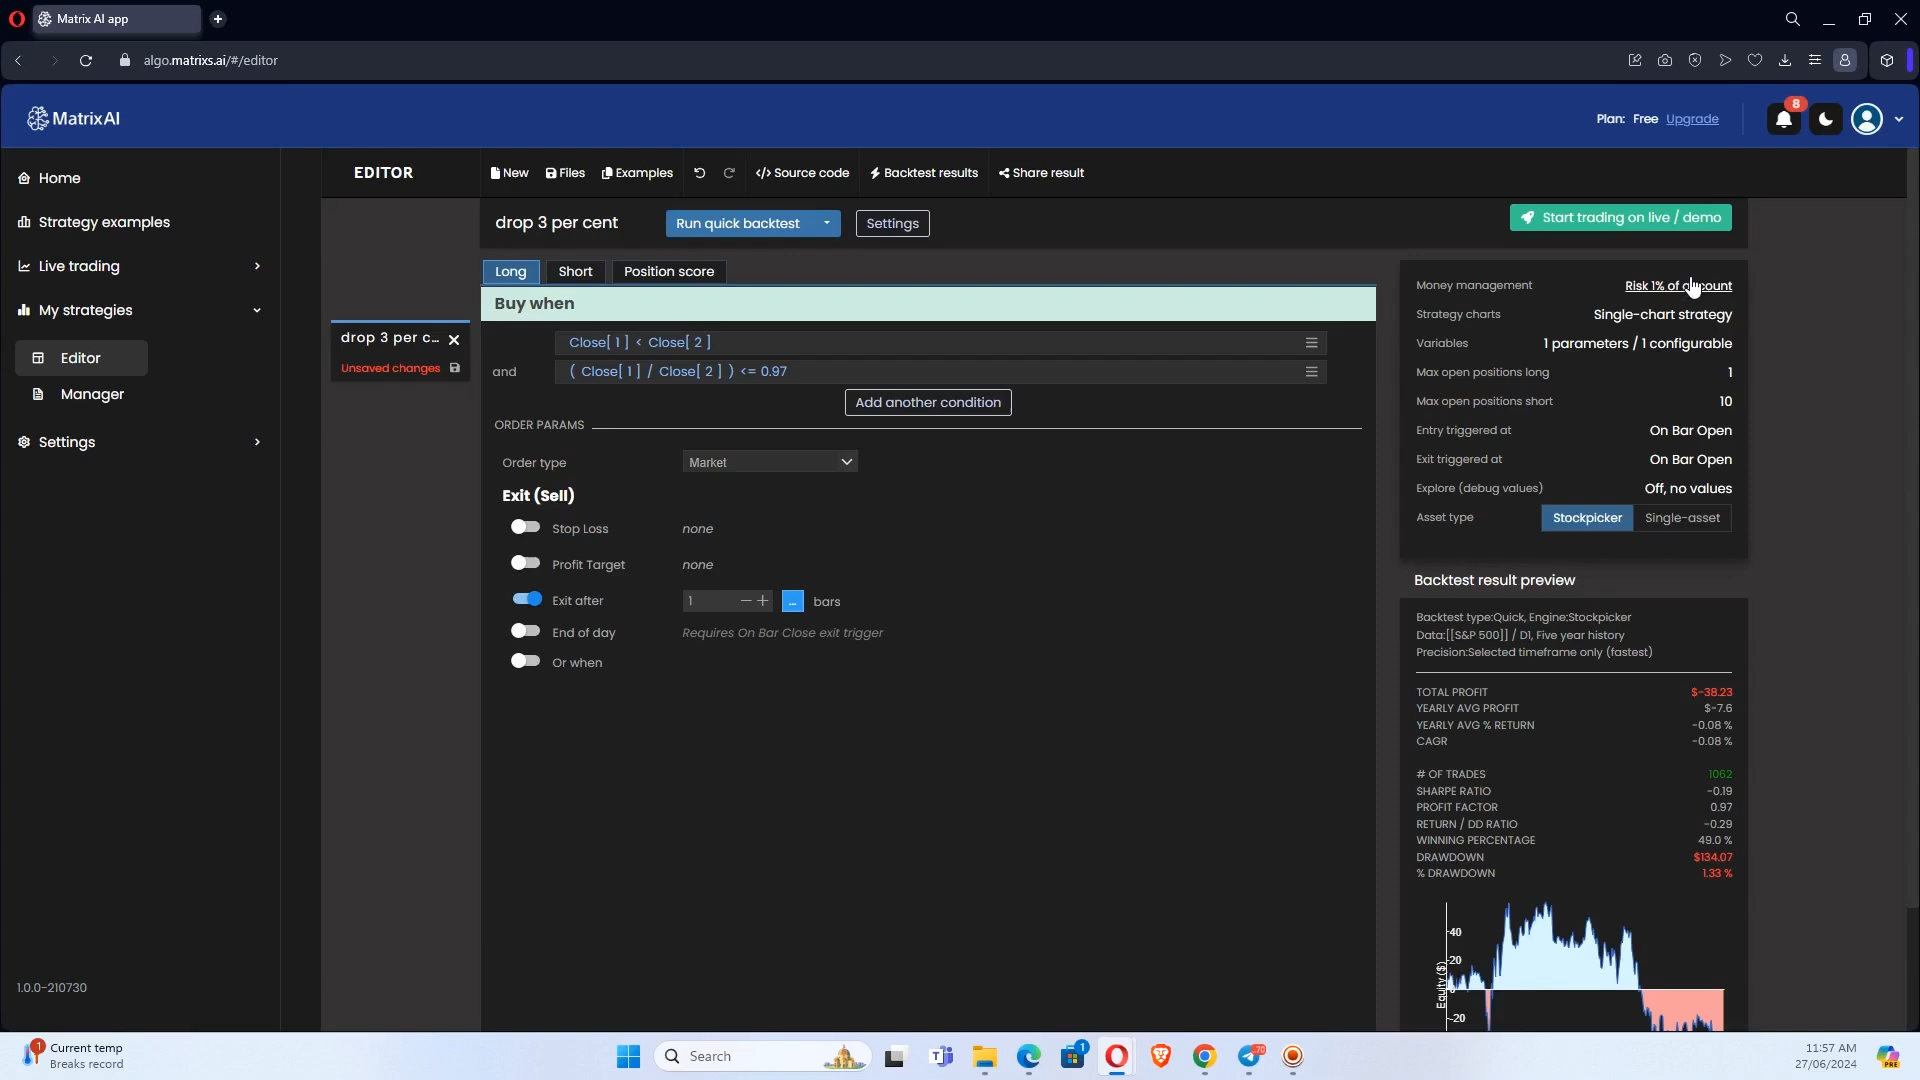 Matrix AI app
algo.matrixs.ai/#/editor
MatrixAI
Plan: Free Upgrade
8
Home
Strategy examples
Live trading
My strategies
Editor
Manager
Settings
1.0.0-210730
EDITOR
New
Files
Examples
</> Source code
Backtest results
Share result
drop 3 per cent
Run quick backtest
Settings
Start trading on live / demo
drop 3 per c...
Unsaved changes
Long
Short
Position score
Buy when
Close[ 1 ] < Close[ 2 ]
and
( Close[ 1 ] / Close[ 2 ] ) <= 0.97
Add another condition
ORDER PARAMS
Order type
Market
Exit (Sell)
Stop Loss
none
Profit Target
none
Exit after
1
...
bars
End of day
Requires On Bar Close exit trigger
Or when
Money management
Risk 1% of account
Strategy charts
Single-chart strategy
Variables
1 parameters / 1 configurable
Max open positions long
1
Max open positions short
10
Entry triggered at
On Bar Open
Exit triggered at
On Bar Open
Explore (debug values)
Off, no values
Asset type
Stockpicker
Single-asset
Backtest result preview
Backtest type:Quick, Engine:Stockpicker
Data:[[S&P 500]] / D1, Five year history
Precision:Selected timeframe only (fastest)
TOTAL PROFIT
$-38.23
YEARLY AVG PROFIT
$-7.6
YEARLY AVG % RETURN
-0.08 %
CAGR
-0.08 %
# OF TRADES
1062
SHARPE RATIO
-0.19
PROFIT FACTOR
0.97
RETURN / DD RATIO
-0.29
WINNING PERCENTAGE
49.0 %
DRAWDOWN
$134.07
% DRAWDOWN
1.33 %
40
20
0
-20
Equity ($)
1
Current temp
Breaks record
Search
1
70
11:57 AM
27/06/2024
PRE